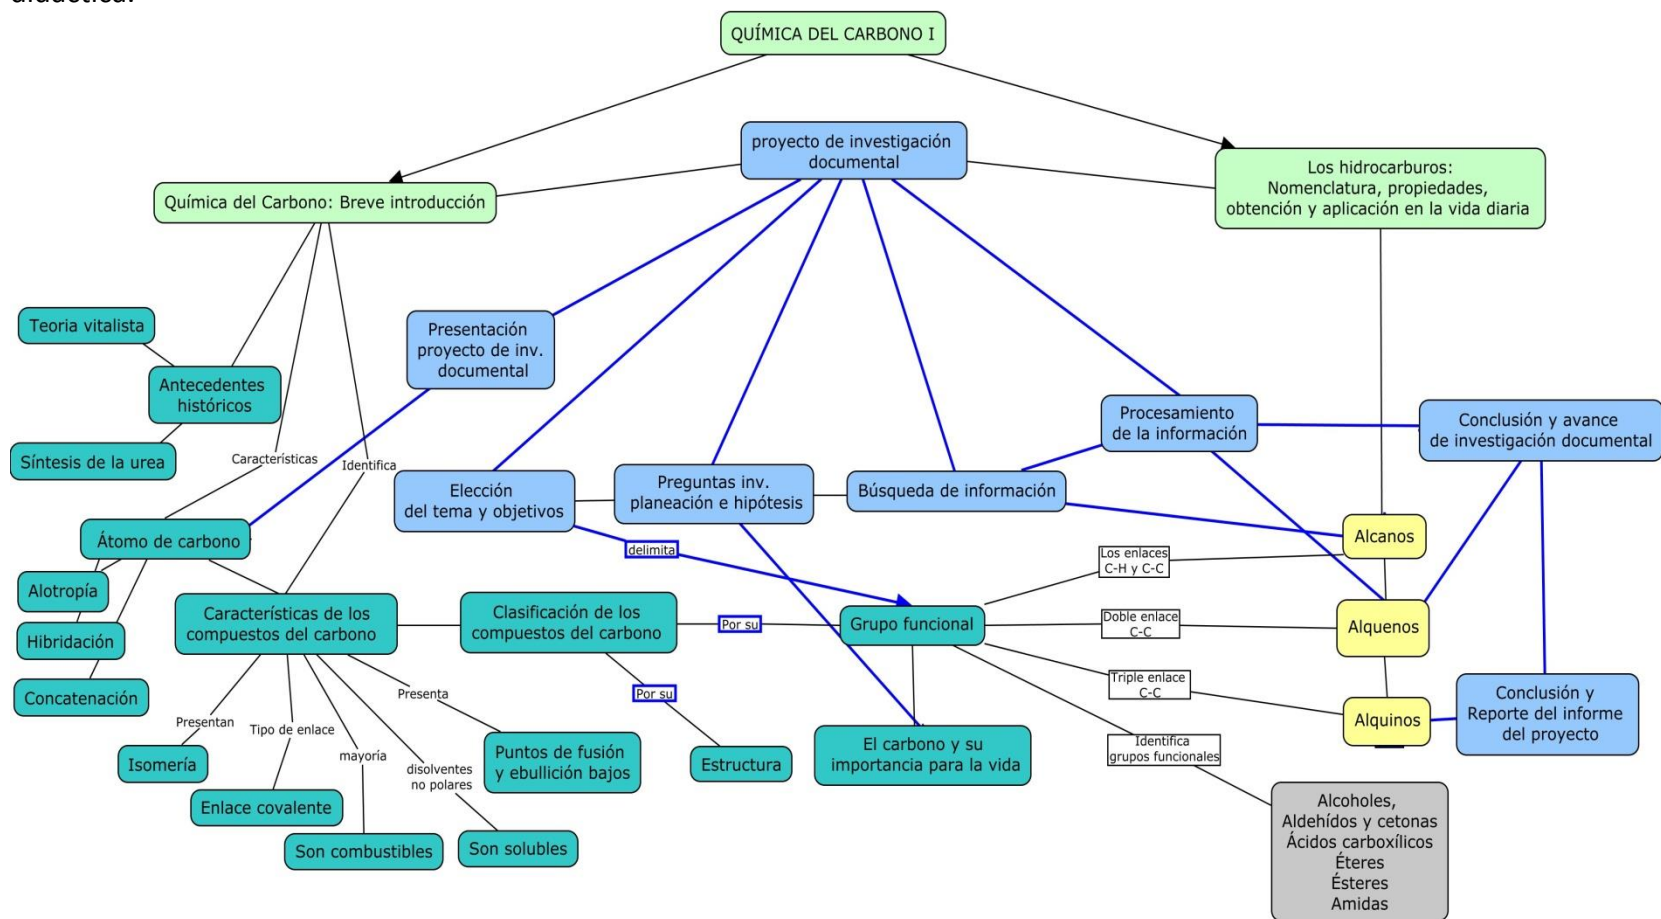 didáctica.
QUÍMICA DEL CARBONO I
proyecto de investigación
documental
Los hidrocarburos:
Nomenclatura, propiedades,
obtención y aplicación en la vida diaria
Química del Carbono: Breve introducción
Teoria vitalista
Presentación
proyecto de inv.
documental
Antecedentes
históricos
Procesamiento
de la información
Conclusión y avance
de investigación documental
Síntesis de la urea
Características
Identifica
Elección
del tema y objetivos
Preguntas inv.
planeación e hipótesis
Búsqueda de información
Átomo de carbono
delimita
Alcanos
Los enlaces
C-H y C-C
Alotropía
Hibridación
Concatenación
Características de los
compuestos del carbono
Clasificación de los
compuestos del carbono
Por su
Grupo funcional
Doble enlace
C-C
Alquenos
Triple enlace
C-C
Presentan
Tipo de enlace
mayoría
Presenta
disolventes
no polares
Por su
Alquinos
Conclusión y
Reporte del informe
del proyecto
Isomería
Puntos de fusión
y ebullición bajos
Estructura
El carbono y su
importancia para la vida
Identifica
grupos funcionales
Enlace covalente
Son combustibles
Son solubles
Alcoholes,
Aldehídos y cetonas
Ácidos carboxílicos
Éteres
Ésteres
Amidas